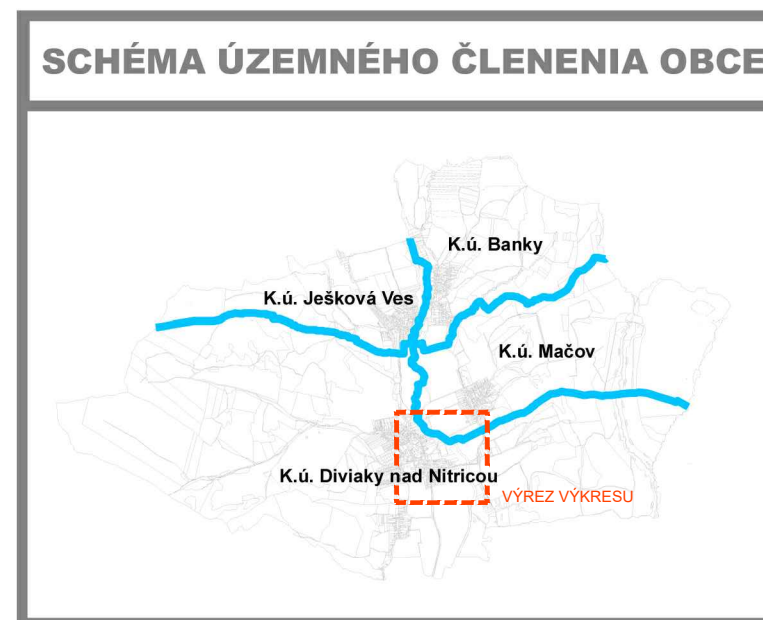 SCHÉMA ÚZEMNÉHO ČLENENIA OBCE
K.ú. Banky
K.ú. Ješková Ves
K.ú. Mačov
K.ú. Diviaky nad Nitricou
VÝREZ VÝKRESU